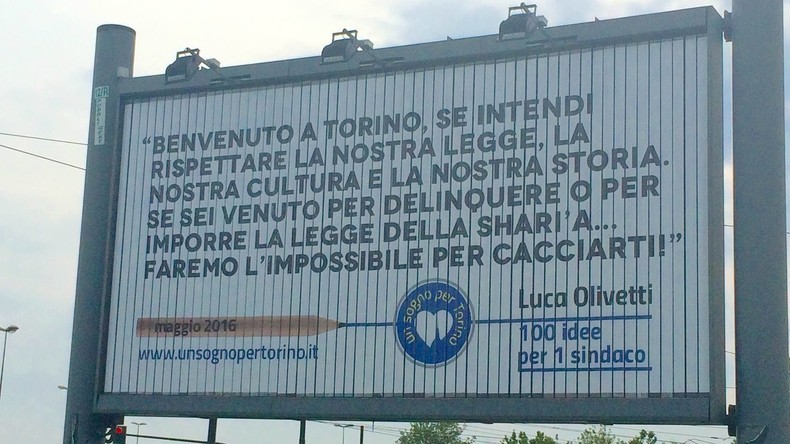 “BENVENUTO A TORINO, SE INTENDI
RISPETTARE LA NOSTRA LEGGE, LA
NOSTRA CULTURA E LA NOSTRA STORIA.
SE SEI VENUTO PER DELINQUERE O PER
IMPORRE LA LEGGE DELLA SHARI’A...
FAREMO L’IMPOSSIBILE PER CACCIARTI!”
Luca Olivetti
maggio 2016
un sogno per Torino
100 idee
per 1 sindaco
www.unsognopertorino.it